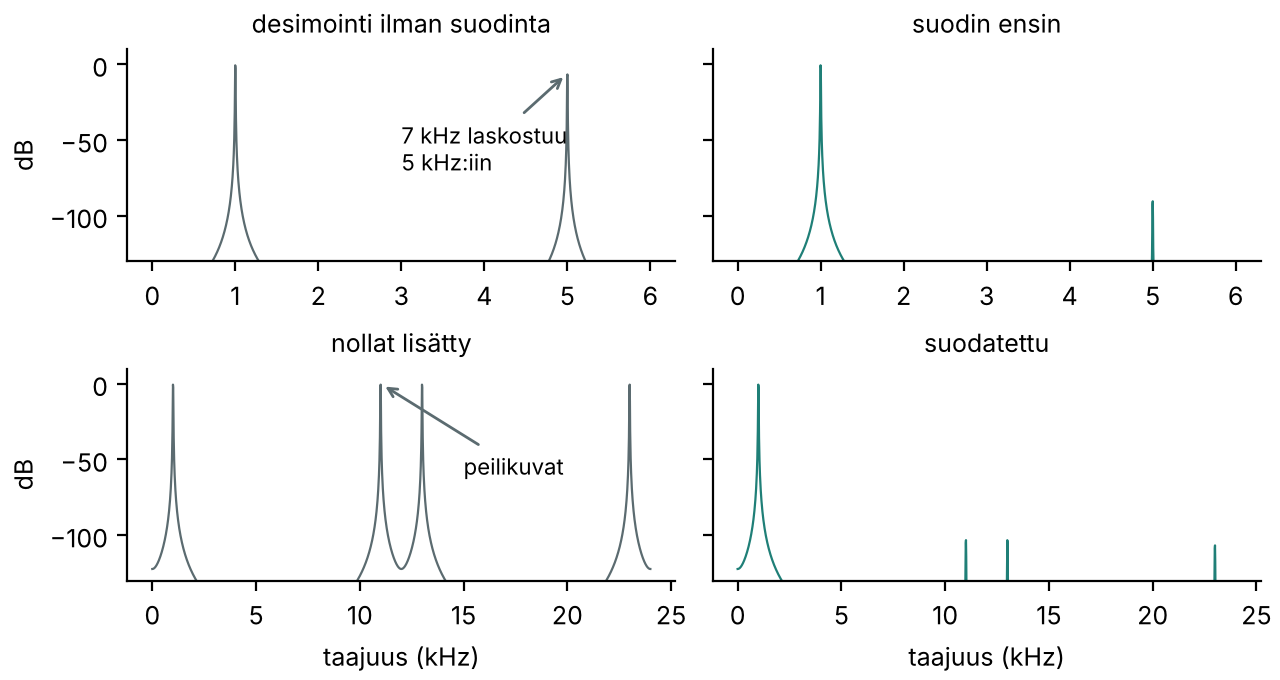 desimointi ilman suodinta
suodin ensin
0
−50
−100
dB
7 kHz laskostuu
5 kHz:iin
0 1 2 3 4 5 6
0 1 2 3 4 5 6
nollat lisätty
suodatettu
0
−50
−100
dB
peilikuvat
0 5 10 15 20 25
0 5 10 15 20 25
taajuus (kHz)
taajuus (kHz)